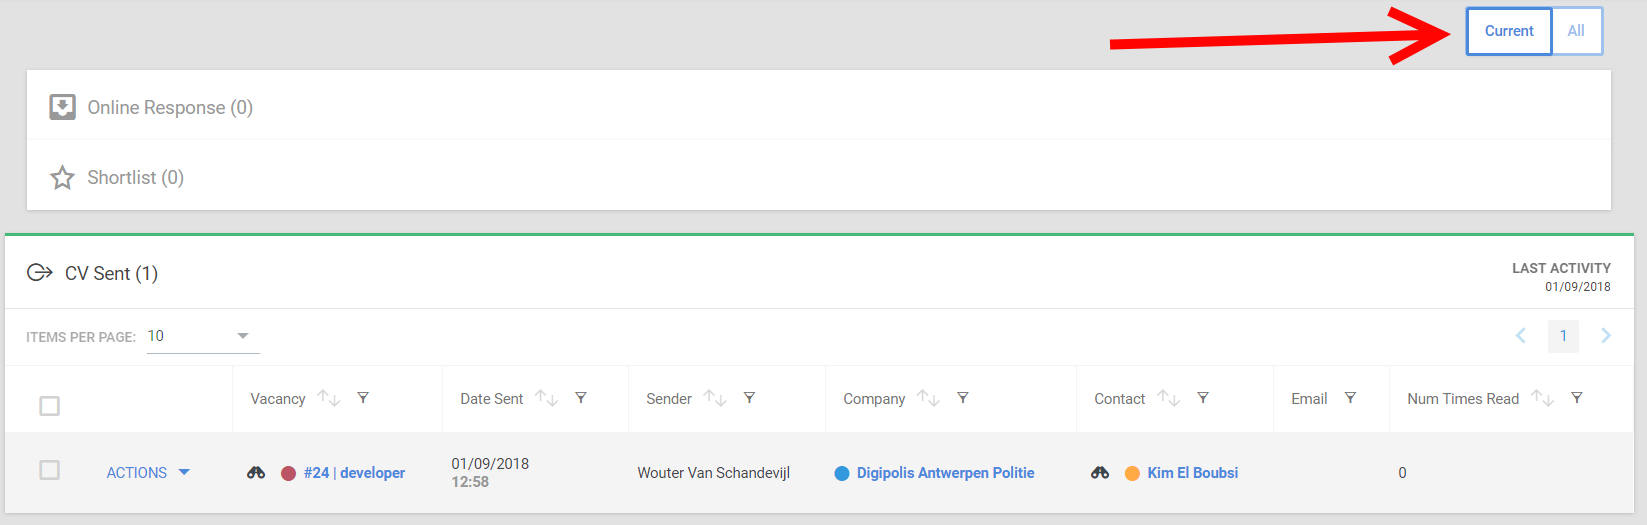 Current All
Online Response (0)
Shortlist (0)
CV Sent (1)
LAST ACTIVITY
01/09/2018
ITEMS PER PAGE: 10
1
Vacancy Date Sent Sender Company Contact Email Num Times Read
ACTIONS #24 | developer 01/09/2018 12:58 Wouter Van Schandevijl Digipolis Antwerpen Politie Kim El Boubsi 0